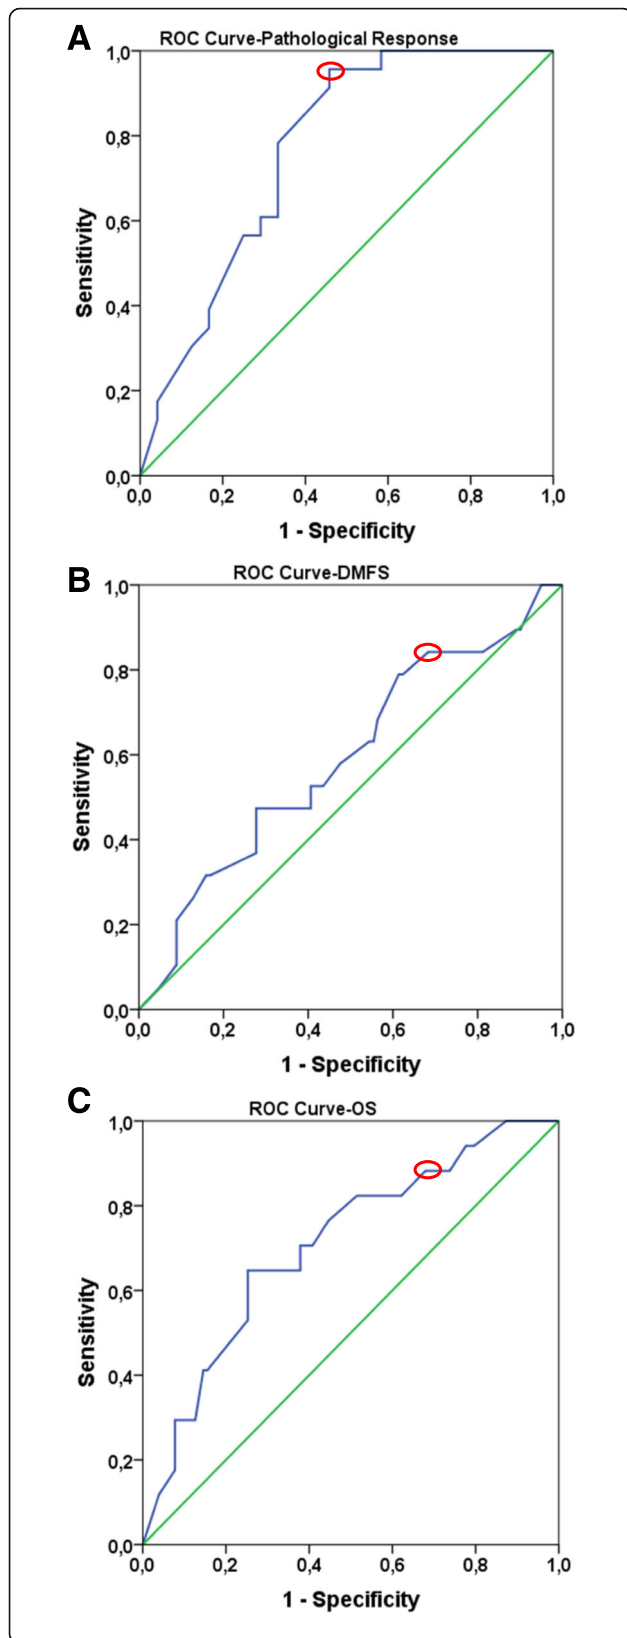 A
ROC Curve-Pathological Response
1,0
0,8
0,6
0,4
0,2
0,0
Sensitivity
0,0 0,2 0,4 0,6 0,8 1,0
1 - Specificity
B
ROC Curve-DMFS
1,0
0,8
0,6
0,4
0,2
0,0
Sensitivity
0,0 0,2 0,4 0,6 0,8 1,0
1 - Specificity
C
ROC Curve-OS
1,0
0,8
0,6
0,4
0,2
0,0
Sensitivity
0,0 0,2 0,4 0,6 0,8 1,0
1 - Specificity